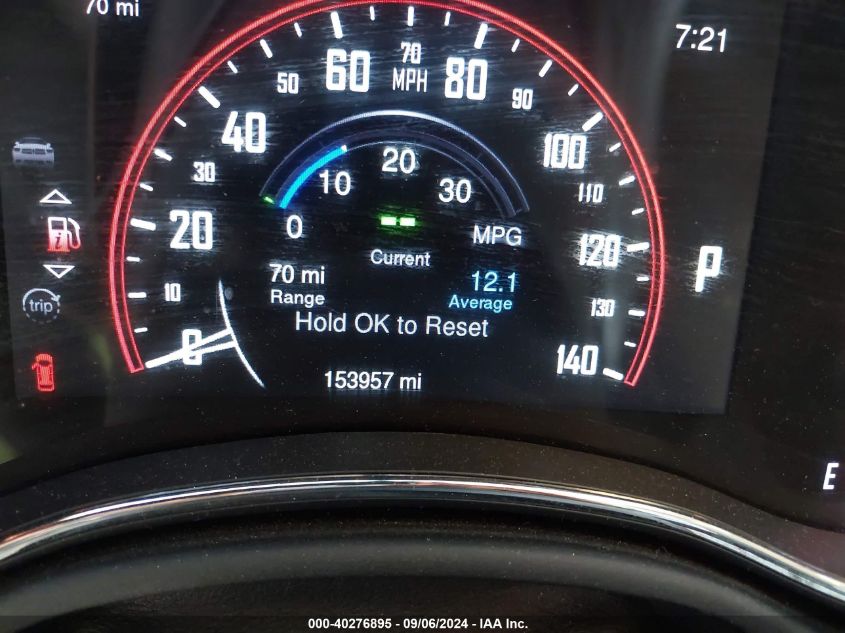 70 mi
7:21
0 10 20 30 40 50 60 70 80 90 100 110 120 130 140
MPH
0 10 20 30
MPG
Current
70 mi
Range
12.1
Average
Hold OK to Reset
153957 mi
trip
P
E
000-40276895 - 09/06/2024 - IAA Inc.